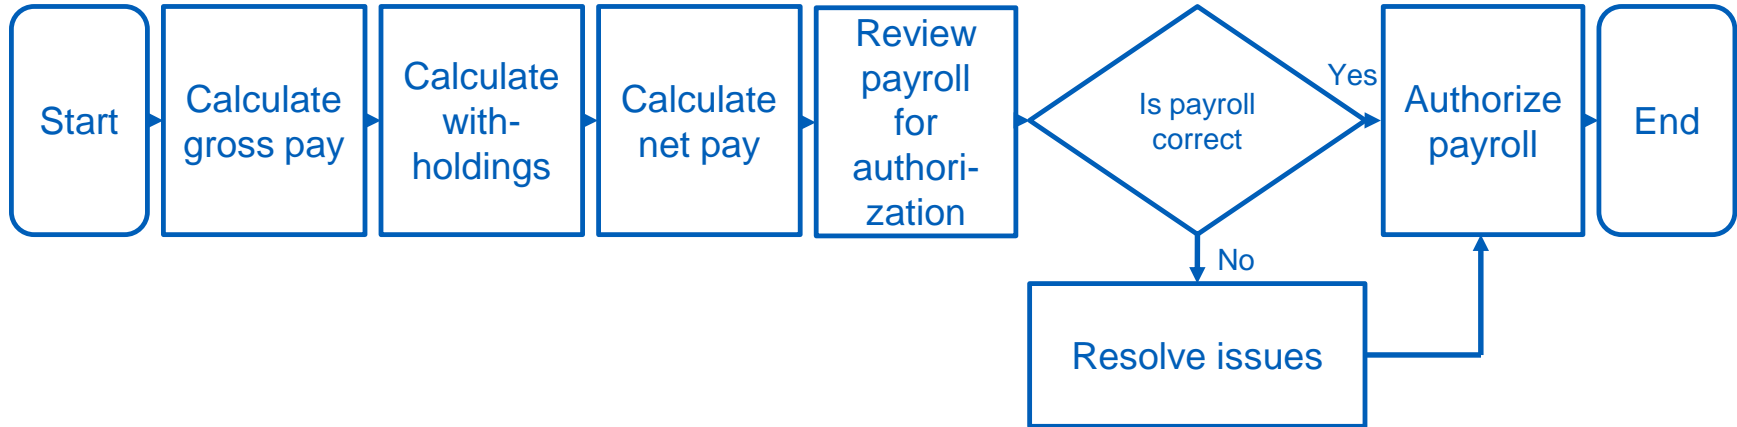 Start
Calculate
gross pay
Calculate
with-
holdings
Calculate
net pay
Review
payroll
for
authori-
zation
Is payroll
correct
Yes
Authorize
payroll
End
No
Resolve issues